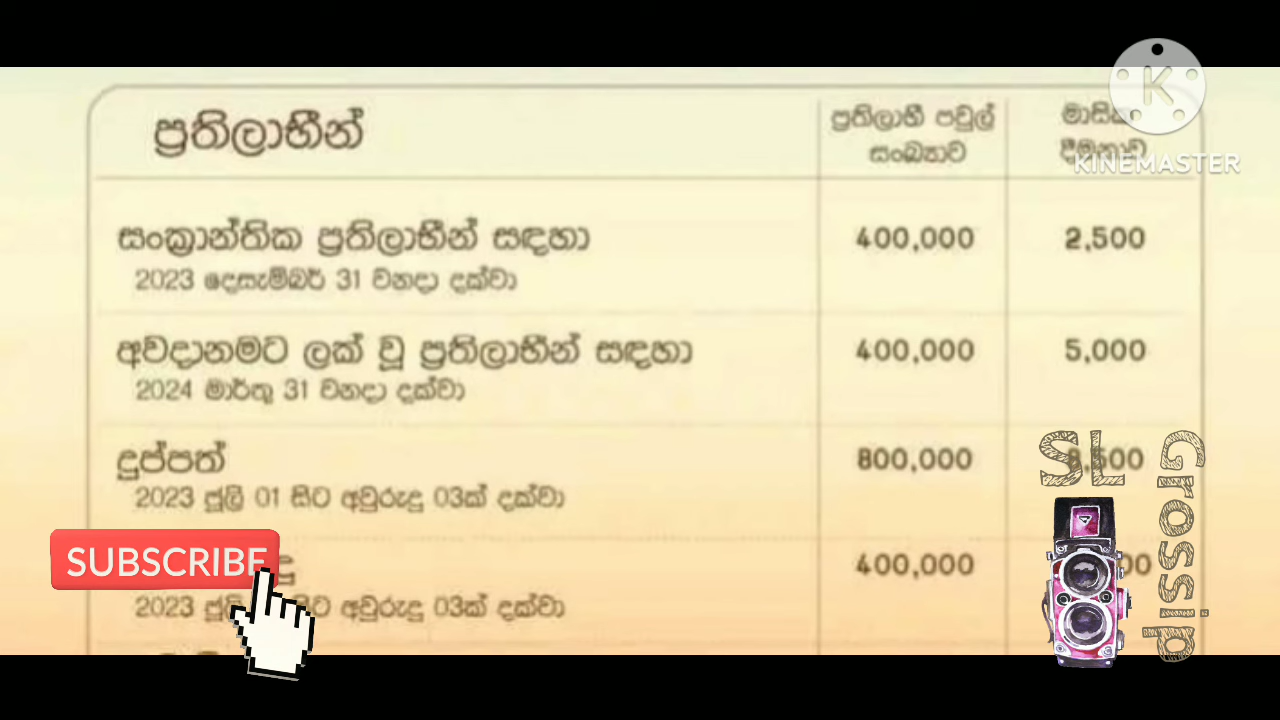 ප්‍රතිලාභීන්
ප්‍රතිලාභී පවුල් සංඛ්‍යාව
KINEMASTER
සංක්‍රාන්තික ප්‍රතිලාභීන් සඳහා 400,000 2,500
2023 දෙසැම්බර් 31 වනදා දක්වා
අවදානමට ලක් වූ ප්‍රතිලාභීන් සඳහා 400,000 5,000
2024 මාර්තු 31 වනදා දක්වා
දුප්පත් 800,000
2023 ජූලි 01 සිට අවුරුදු 03ක් දක්වා
SL Grossip
SUBSCRIBE
400,000
2023 ජූලි සිට අවුරුදු 03ක් දක්වා